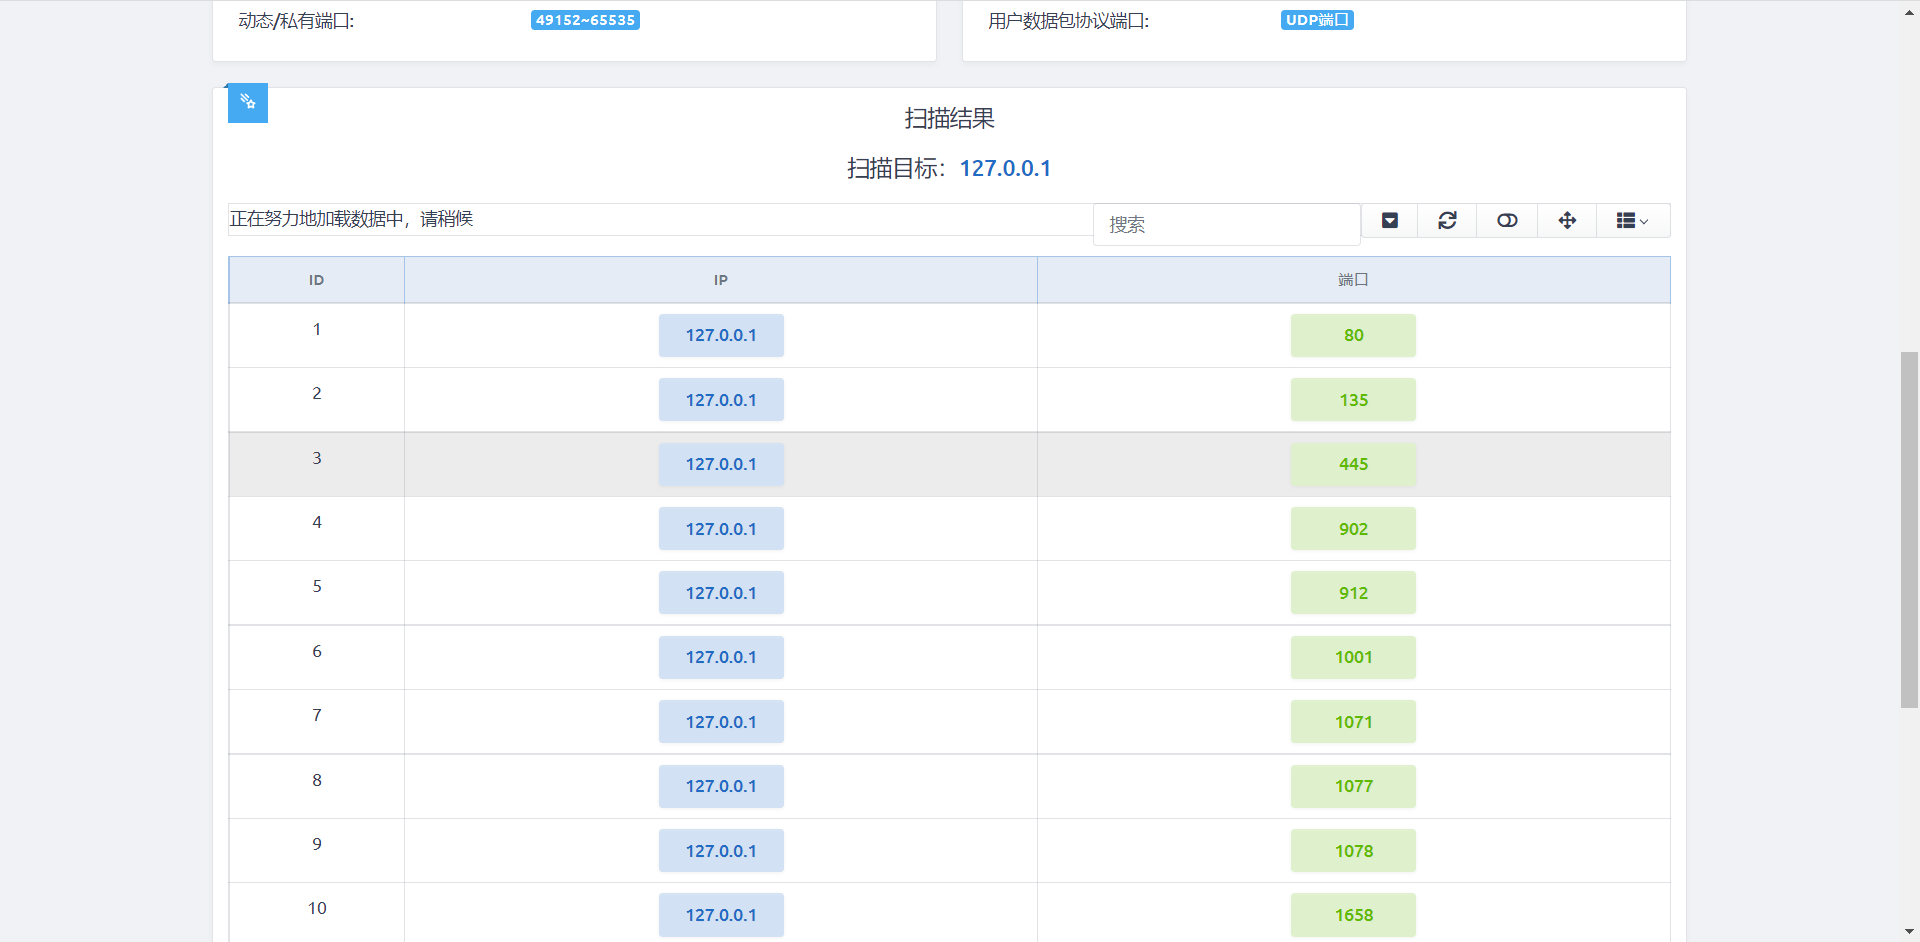 动态/私有端口: 49152~65535
用户数据包协议端口: UDP端口
扫描结果
扫描目标：127.0.0.1
正在努力地加载数据中，请稍候
搜索
ID IP 端口
1 127.0.0.1 80
2 127.0.0.1 135
3 127.0.0.1 445
4 127.0.0.1 902
5 127.0.0.1 912
6 127.0.0.1 1001
7 127.0.0.1 1071
8 127.0.0.1 1077
9 127.0.0.1 1078
10 127.0.0.1 1658